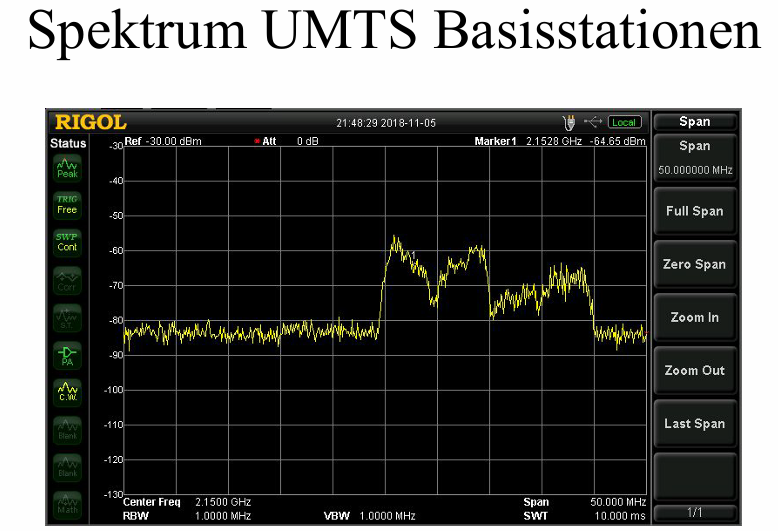 Spektrum UMTS Basisstationen
RIGOL 21:48:29 2018-11-05 Local
Status Ref -30.00 dBm Att 0 dB Marker1 2.1528 GHz -64.65 dBm
Peak
TRIG
Free
SWP
Cont
Corr
S.T.
PA
C.W.
Blank
Blank
Math
-30
-40
-50
-60
-70
-80
-90
-100
-110
-120
-130
1
Center Freq 2.1500 GHz Span 50.000 MHz
RBW 1.0000 MHz VBW 1.0000 MHz SWT 10.000 ms
Span
Span
50.000000 MHz
Full Span
Zero Span
Zoom In
Zoom Out
Last Span
1/1